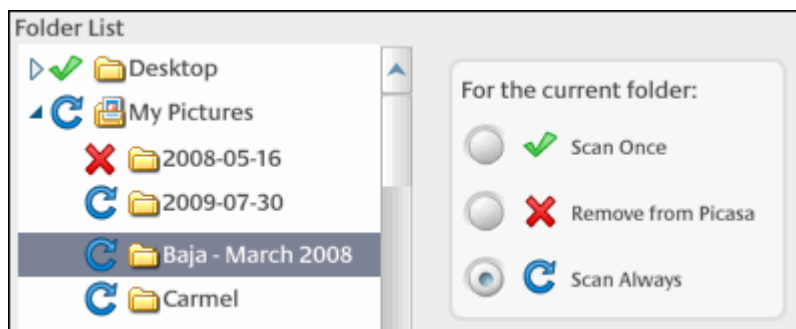 Folder List
Desktop
My Pictures
2008-05-16
2009-07-30
Baja - March 2008
Carmel
For the current folder:
Scan Once
Remove from Picasa
Scan Always